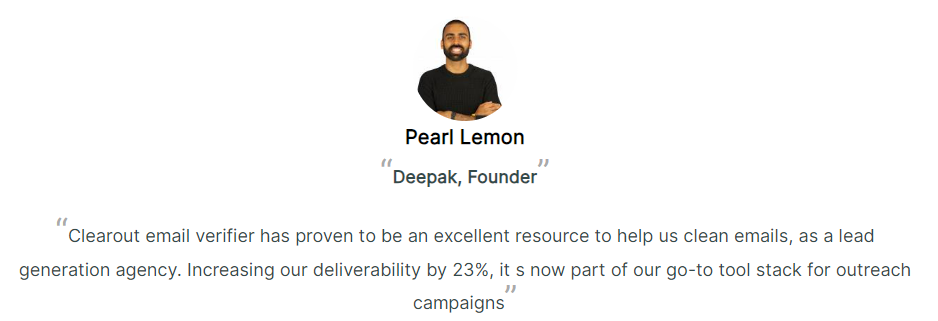 Pearl Lemon
“Deepak, Founder”
“Clearout email verifier has proven to be an excellent resource to help us clean emails, as a lead
generation agency. Increasing our deliverability by 23%, it s now part of our go-to tool stack for outreach
campaigns”